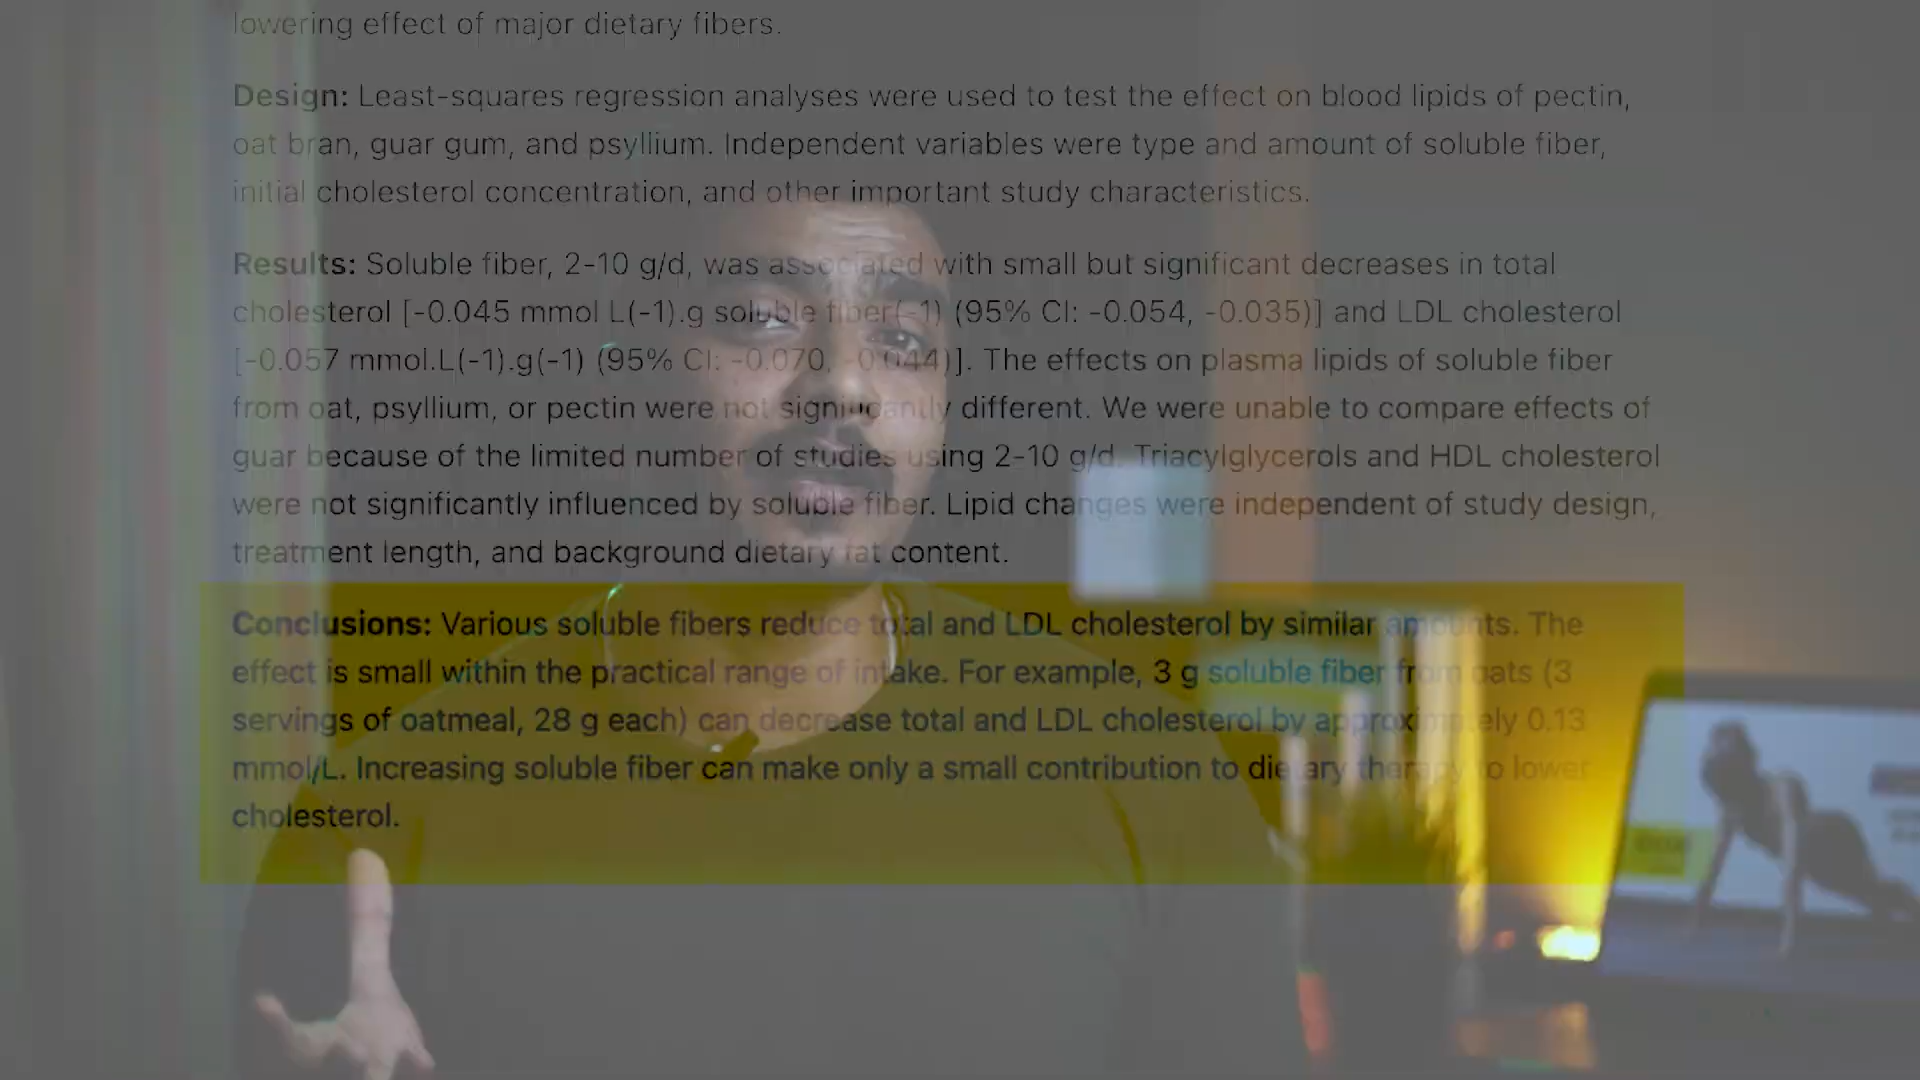 lowering effect of major dietary fibers.
Design: Least-squares regression analyses were used to test the effect on blood lipids of pectin,
oat bran, guar gum, and psyllium. Independent variables were type and amount of soluble fiber,
initial cholesterol concentration, and other important study characteristics.
Results: Soluble fiber, 2-10 g/d, was associated with small but significant decreases in total
cholesterol [-0.045 mmol L(-1).g soluble fiber(-1) (95% CI: -0.054, -0.035)] and LDL cholesterol
[-0.057 mmol.L(-1).g(-1) (95% CI: -0.070, -0.044)]. The effects on plasma lipids of soluble fiber
from oat, psyllium, or pectin were not significantly different. We were unable to compare effects of
guar because of the limited number of studies using 2-10 g/d. Triacylglycerols and HDL cholesterol
were not significantly influenced by soluble fiber. Lipid changes were independent of study design,
treatment length, and background dietary fat content.
Conclusions: Various soluble fibers reduce total and LDL cholesterol by similar amounts. The
effect is small within the practical range of intake. For example, 3 g soluble fiber from oats (3
servings of oatmeal, 28 g each) can decrease total and LDL cholesterol by approximately 0.13
mmol/L. Increasing soluble fiber can make only a small contribution to dietary therapy to lower
cholesterol.